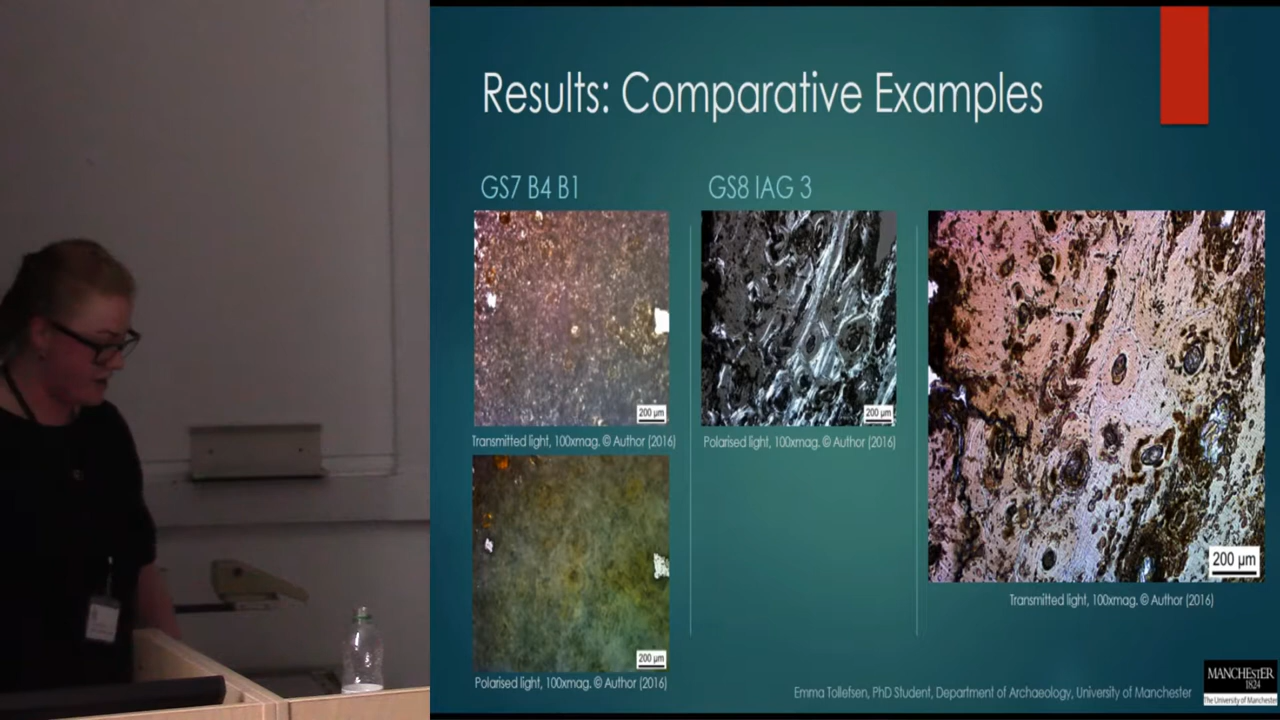 Results: Comparative Examples
GS7 B4 B1
GS8 IAG 3
200 µm
Transmitted light, 100xmag. © Author (2016)
200 µm
Polarised light, 100xmag. © Author (2016)
200 µm
Polarised light, 100xmag. © Author (2016)
200 µm
Transmitted light, 100xmag. © Author (2016)
Emma Tollefsen, PhD Student, Department of Archaeology, University of Manchester
MANCHESTER
1824
The University of Manchester